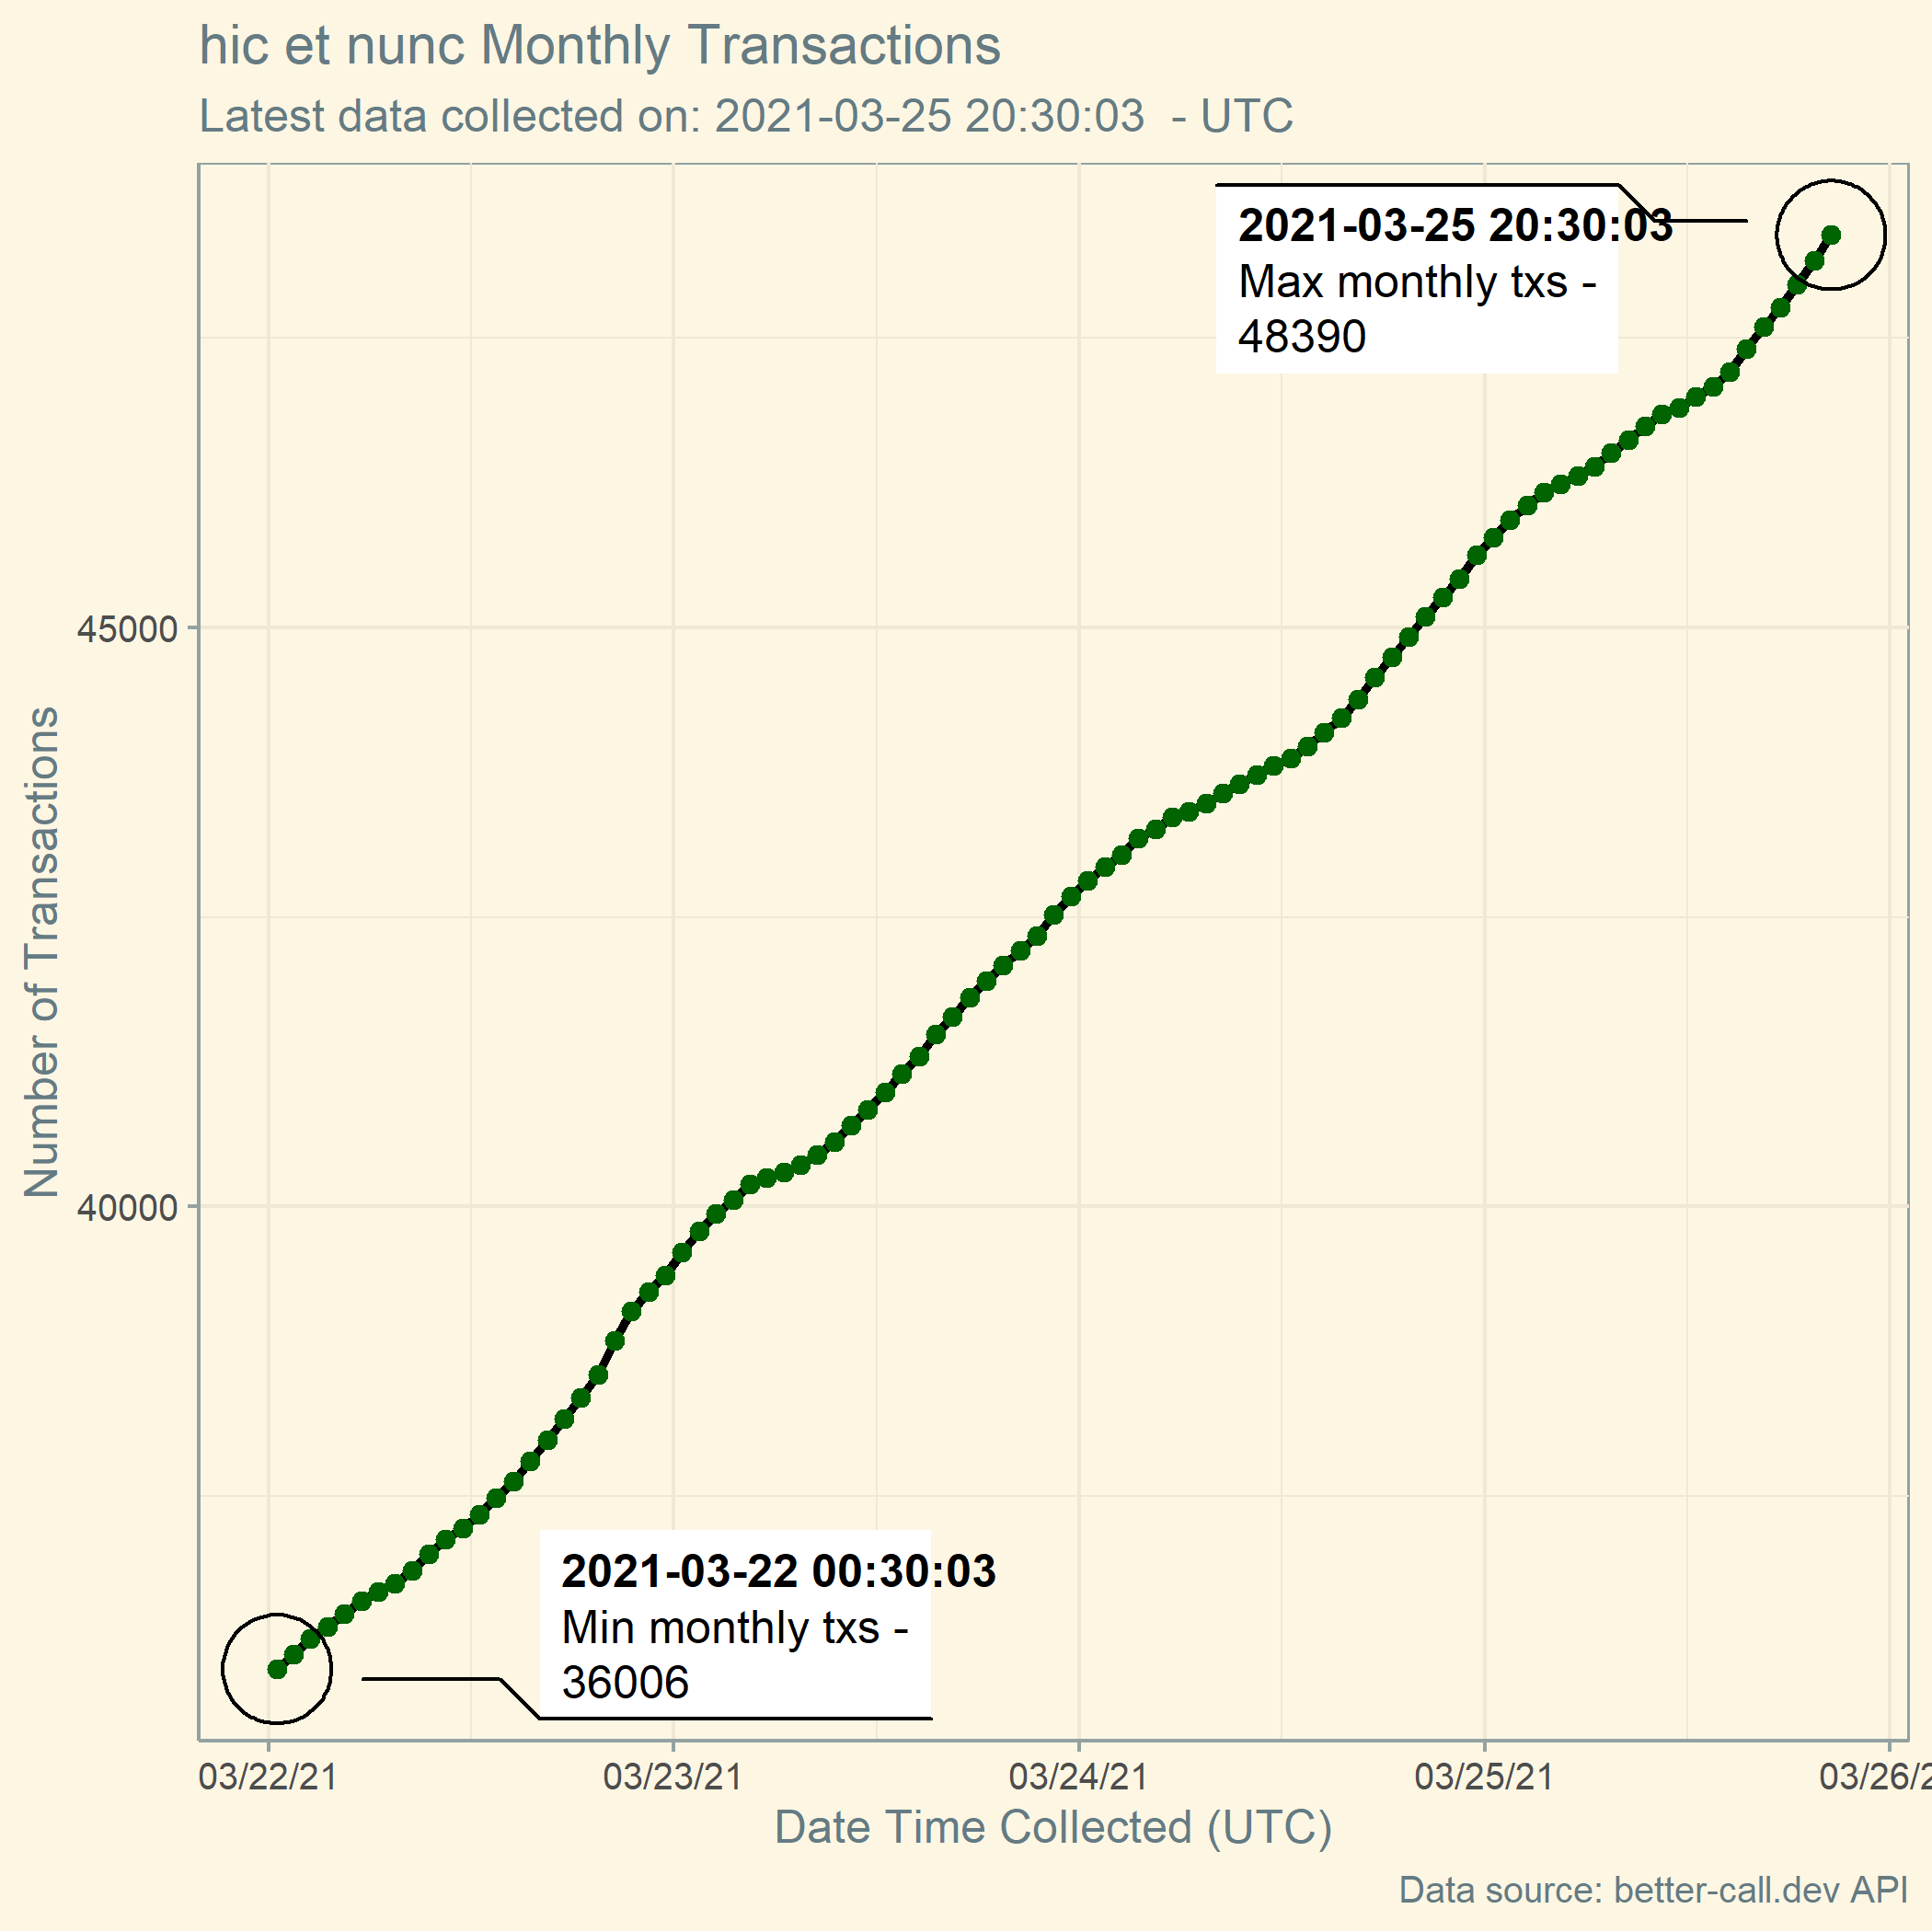 hic et nunc Monthly Transactions
Latest data collected on: 2021-03-25 20:30:03  - UTC
2021-03-25 20:30:03
Max monthly txs -
48390
45000
40000
Number of Transactions
2021-03-22 00:30:03
Min monthly txs -
36006
03/22/21
03/23/21
03/24/21
03/25/21
03/26/2
Date Time Collected (UTC)
Data source: better-call.dev API